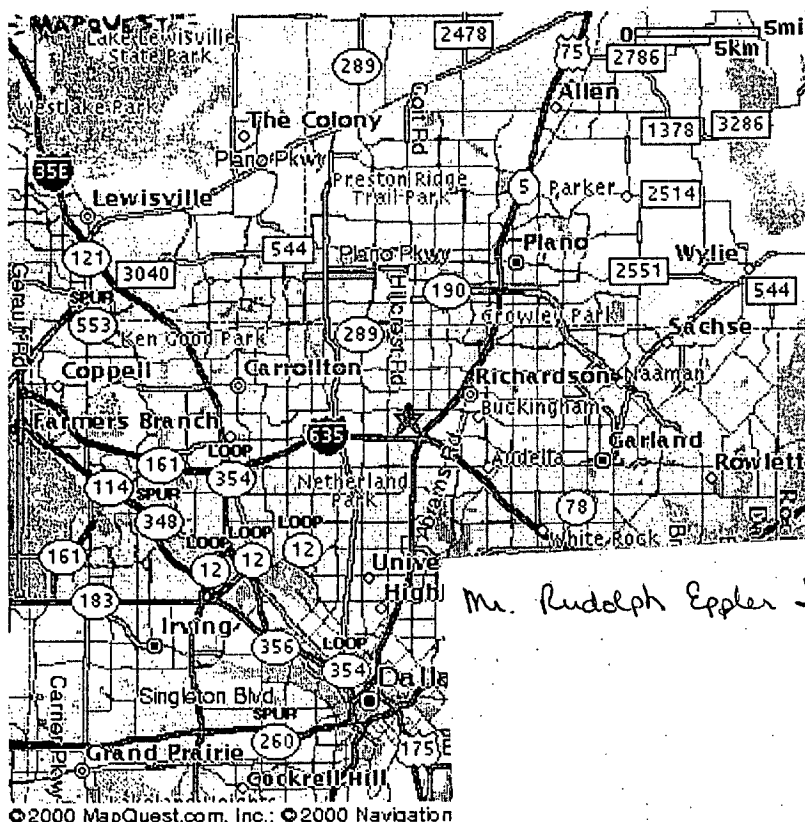 MAPQUEST
Lake Lewisville
State Park
Westlake Park
2478
289
75
0 5mi
5km
2786
Allen
Coit Rd
The Colony
Plano Pkwy
1378
3286
35E
Preston Ridge
Trail Park
5
Parker
2514
Lewisville
121
3040
544
Plano Pkwy
Plano
Wylie
2551
544
SPUR
553
190
Hillcrest Rd
289
Ken Good Park
Sachse
Coppell
Carrollton
Richardson
Naaman
Buckingham
Farmers Branch
635
Garland
161
LOOP
354
Abrams Rd
Audelia
Rowlett
114
SPUR
348
Netherland
Park
78
White Rock
LOOP
12
LOOP
12
LOOP
12
161
Unive
High
183
Irving
356
LOOP
354
Dalla
Mr. Rudolph Eppler
Singleton Blvd
SPUR
260
175
Grand Prairie
Cockrell Hill
©2000 MapQuest.com, Inc.; ©2000 Navigation